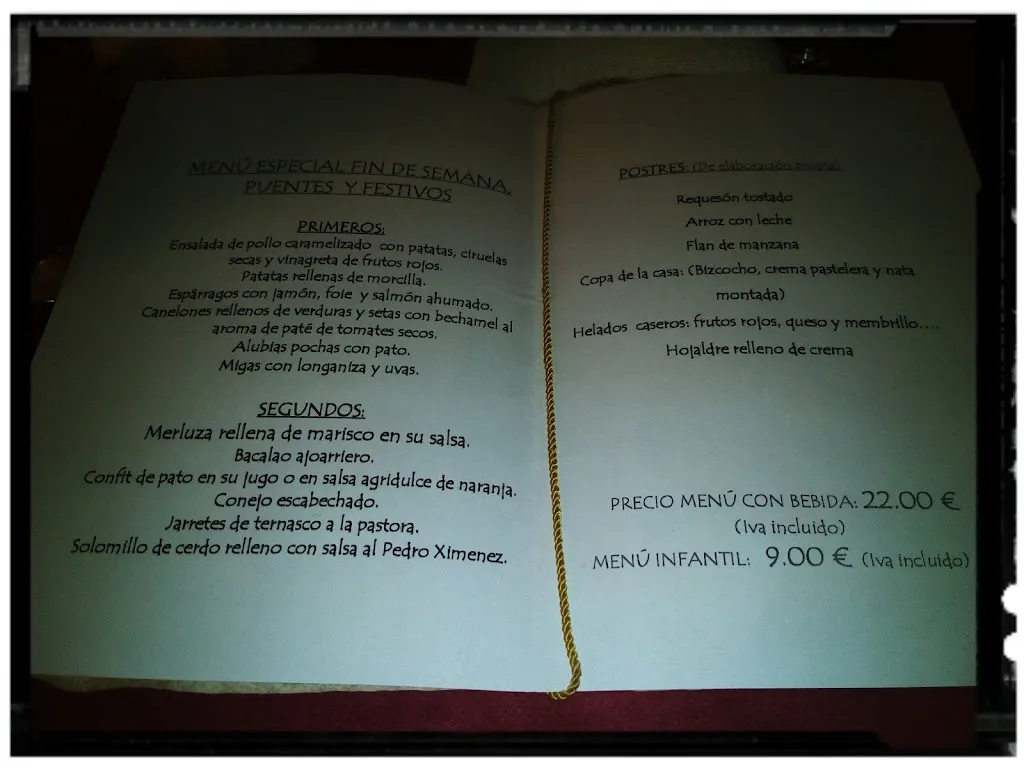 MENÚ ESPECIAL FIN DE SEMANA,
PUENTES Y FESTIVOS
PRIMEROS:
Ensalada de pollo caramelizado con patatas, ciruelas
secas y vinagreta de frutos rojos.
Patatas rellenas de morcilla.
Espárragos con jamón, foie y salmón ahumado.
Canelones rellenos de verduras y setas con bechamel al
aroma de paté de tomates secos.
Alubias pochas con pato.
Migas con longaniza y uvas.
SEGUNDOS:
Merluza rellena de marisco en su salsa.
Bacalao ajoarriero.
Confit de pato en su jugo o en salsa agridulce de naranja.
Conejo escabechado.
Jarretes de ternasco a la pastora.
Solomillo de cerdo relleno con salsa al Pedro Ximenez.
POSTRES: (De elaboración propia)
Requesón tostado
Arroz con leche
Flan de manzana
Copa de la casa: (Bizcocho, crema pastelera y nata
montada)
Helados caseros: frutos rojos, queso y membrillo....
Hojaldre relleno de crema
PRECIO MENÚ CON BEBIDA: 22.00 €
(Iva incluido)
MENÚ INFANTIL: 9.00 € (Iva incluido)